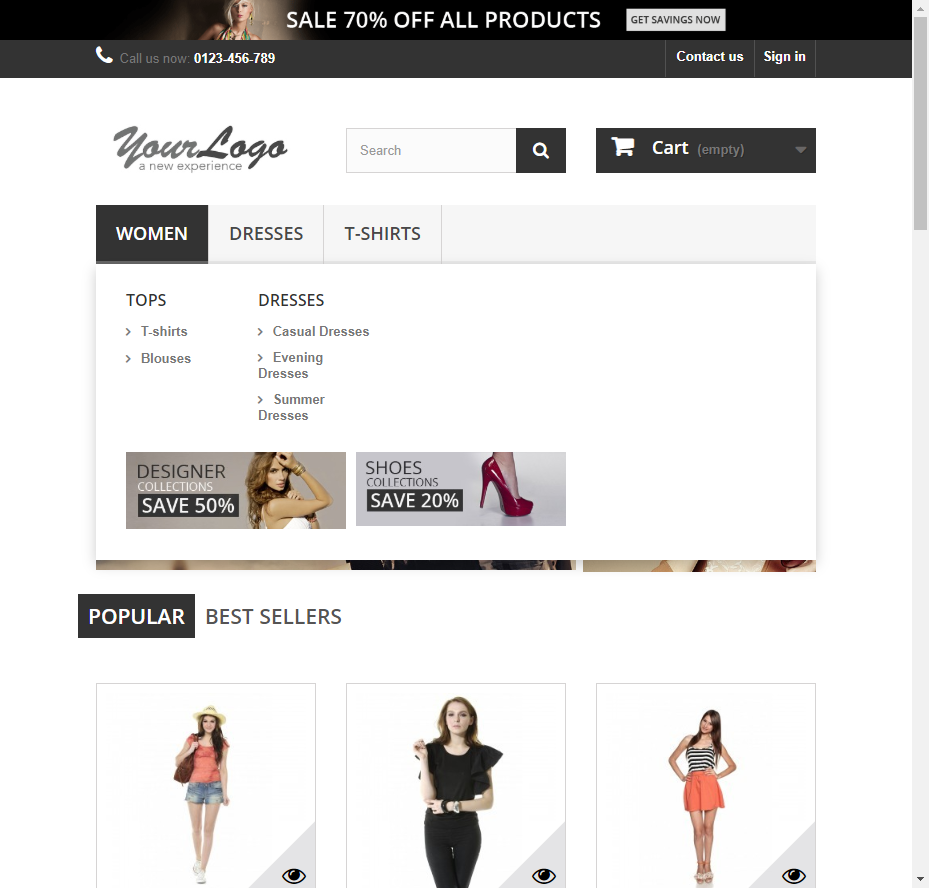 SALE 70% OFF ALL PRODUCTS GET SAVINGS NOW
Call us now: 0123-456-789 Contact us Sign in
YourLogo
a new experience
Search
Cart (empty)
WOMEN DRESSES T-SHIRTS
TOPS
T-shirts
Blouses
DRESSES
Casual Dresses
Evening
Dresses
Summer
Dresses
DESIGNER
COLLECTIONS
SAVE 50%
SHOES
COLLECTIONS
SAVE 20%
POPULAR BEST SELLERS